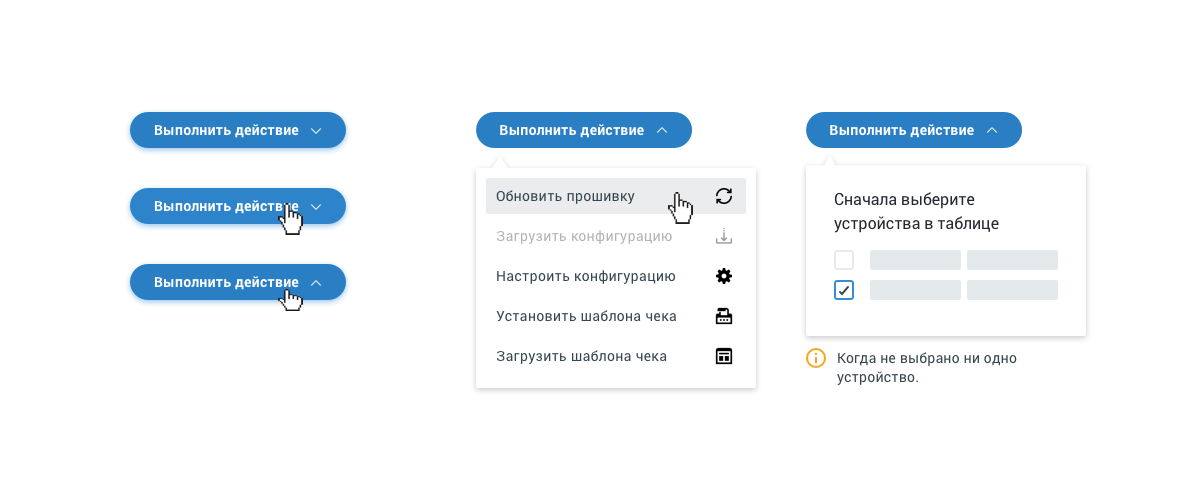 Выполнить действие
Выполнить действие
Выполнить действие
Выполнить действие
Обновить прошивку
Загрузить конфигурацию
Настроить конфигурацию
Установить шаблона чека
Загрузить шаблона чека
Выполнить действие
Сначала выберите
устройства в таблице
Когда не выбрано ни одно
устройство.